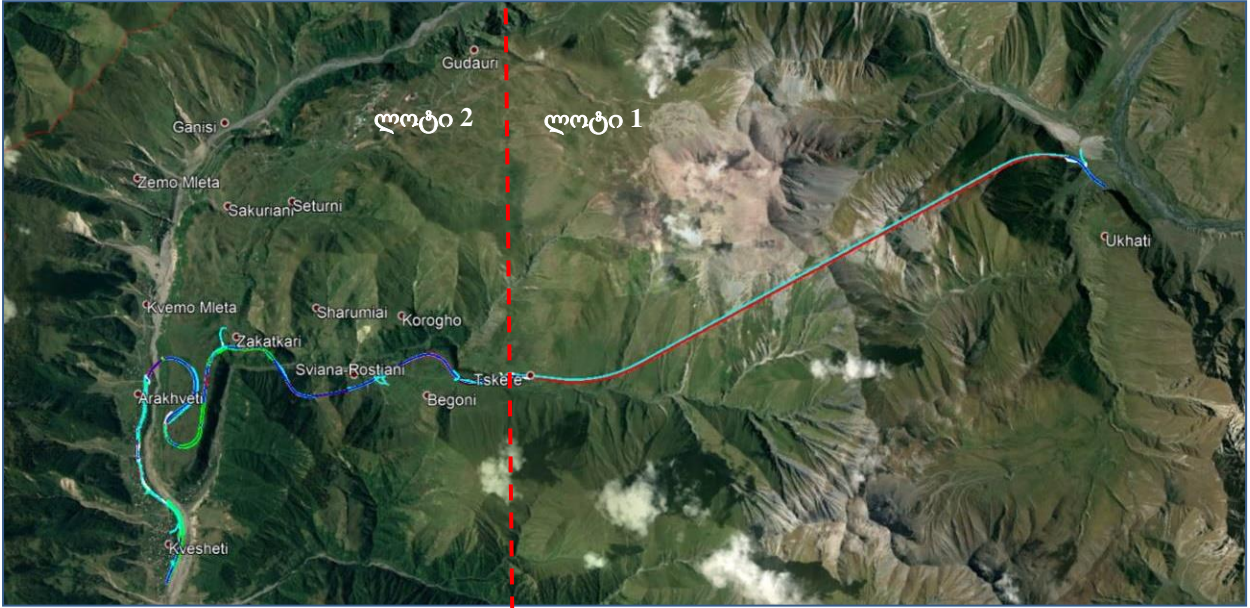 Gudauri
ლოტი 2
ლოტი 1
Ganisi
Zemo Mleta
Sakuriani
Seturni
Ukhati
Kvemo Mleta
Sharumiai
Korogho
Zakatkari
Sviana-Rostiani
Tskere
Arakhveti
Begoni
Kvesheti